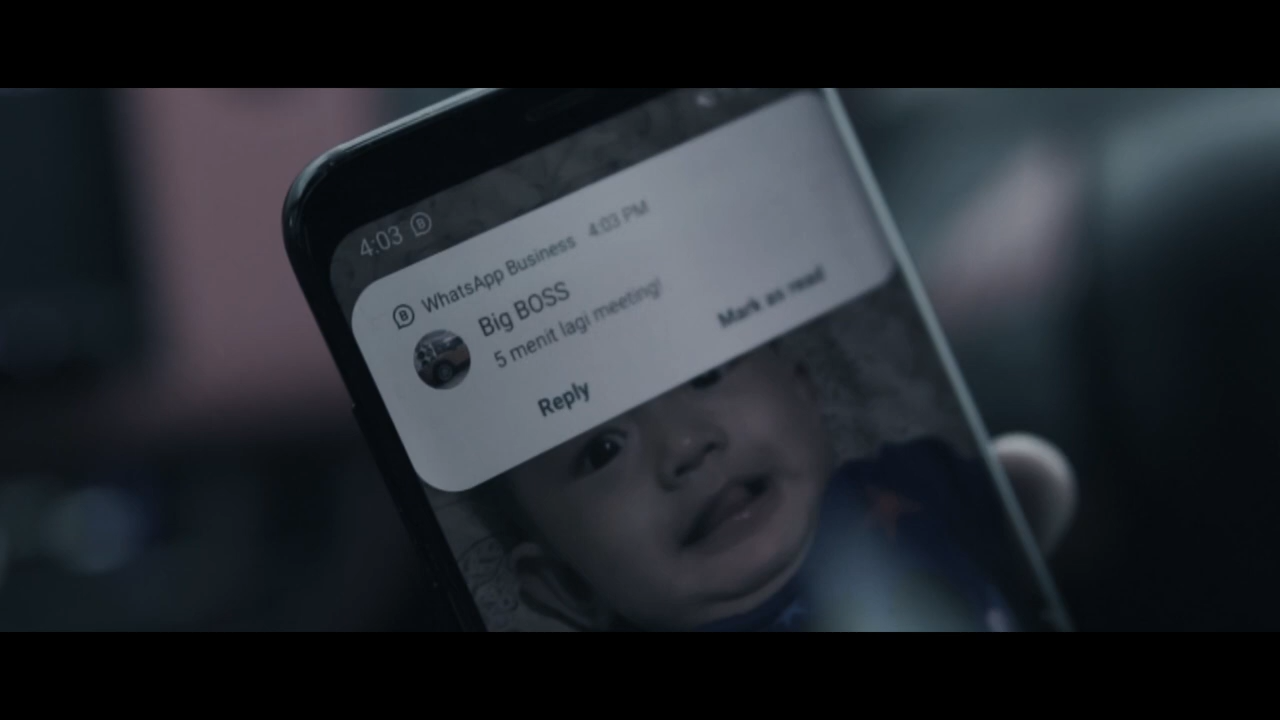 4:03
WhatsApp Business 4:03 PM
Big BOSS
5 menit lagi meeting!
Reply Mark as read